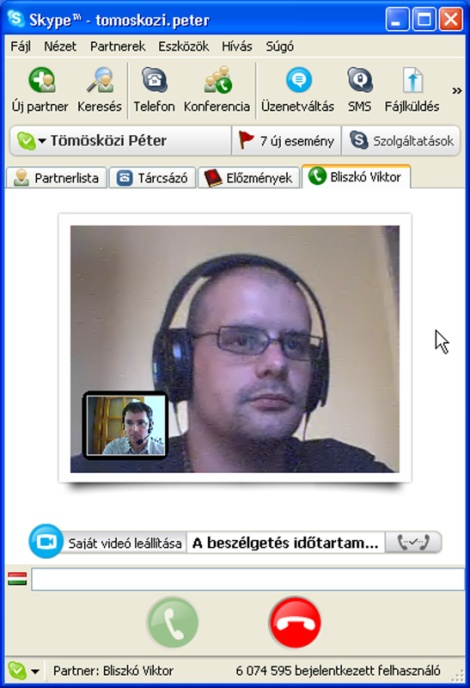 Skype™ - tomoskozi.peter
Fájl Nézet Partnerek Eszközök Hívás Súgó
Új partner Keresés Telefon Konferencia Üzenetváltás SMS Fájlküldés »
Tömösközi Péter 7 új esemény Szolgáltatások
Partnerlista Tárcsázó Előzmények Bliszkó Viktor
Saját videó leállítása A beszélgetés időtartam...
Partner: Bliszkó Viktor 6 074 595 bejelentkezett felhasználó